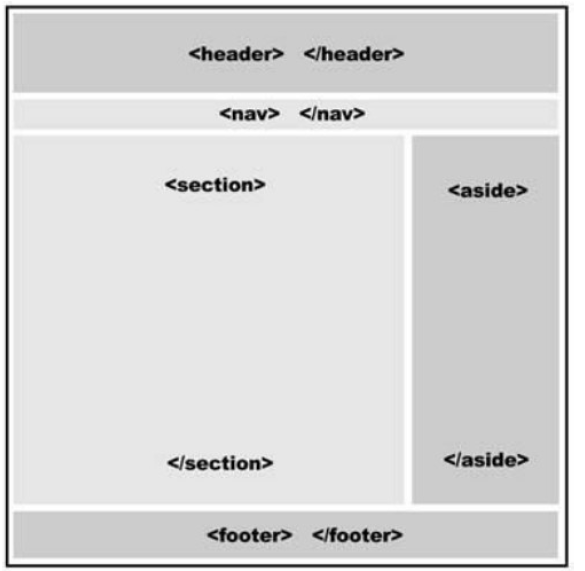 <header> </header>
<nav> </nav>
<section>
</section>
<aside>
</aside>
<footer> </footer>